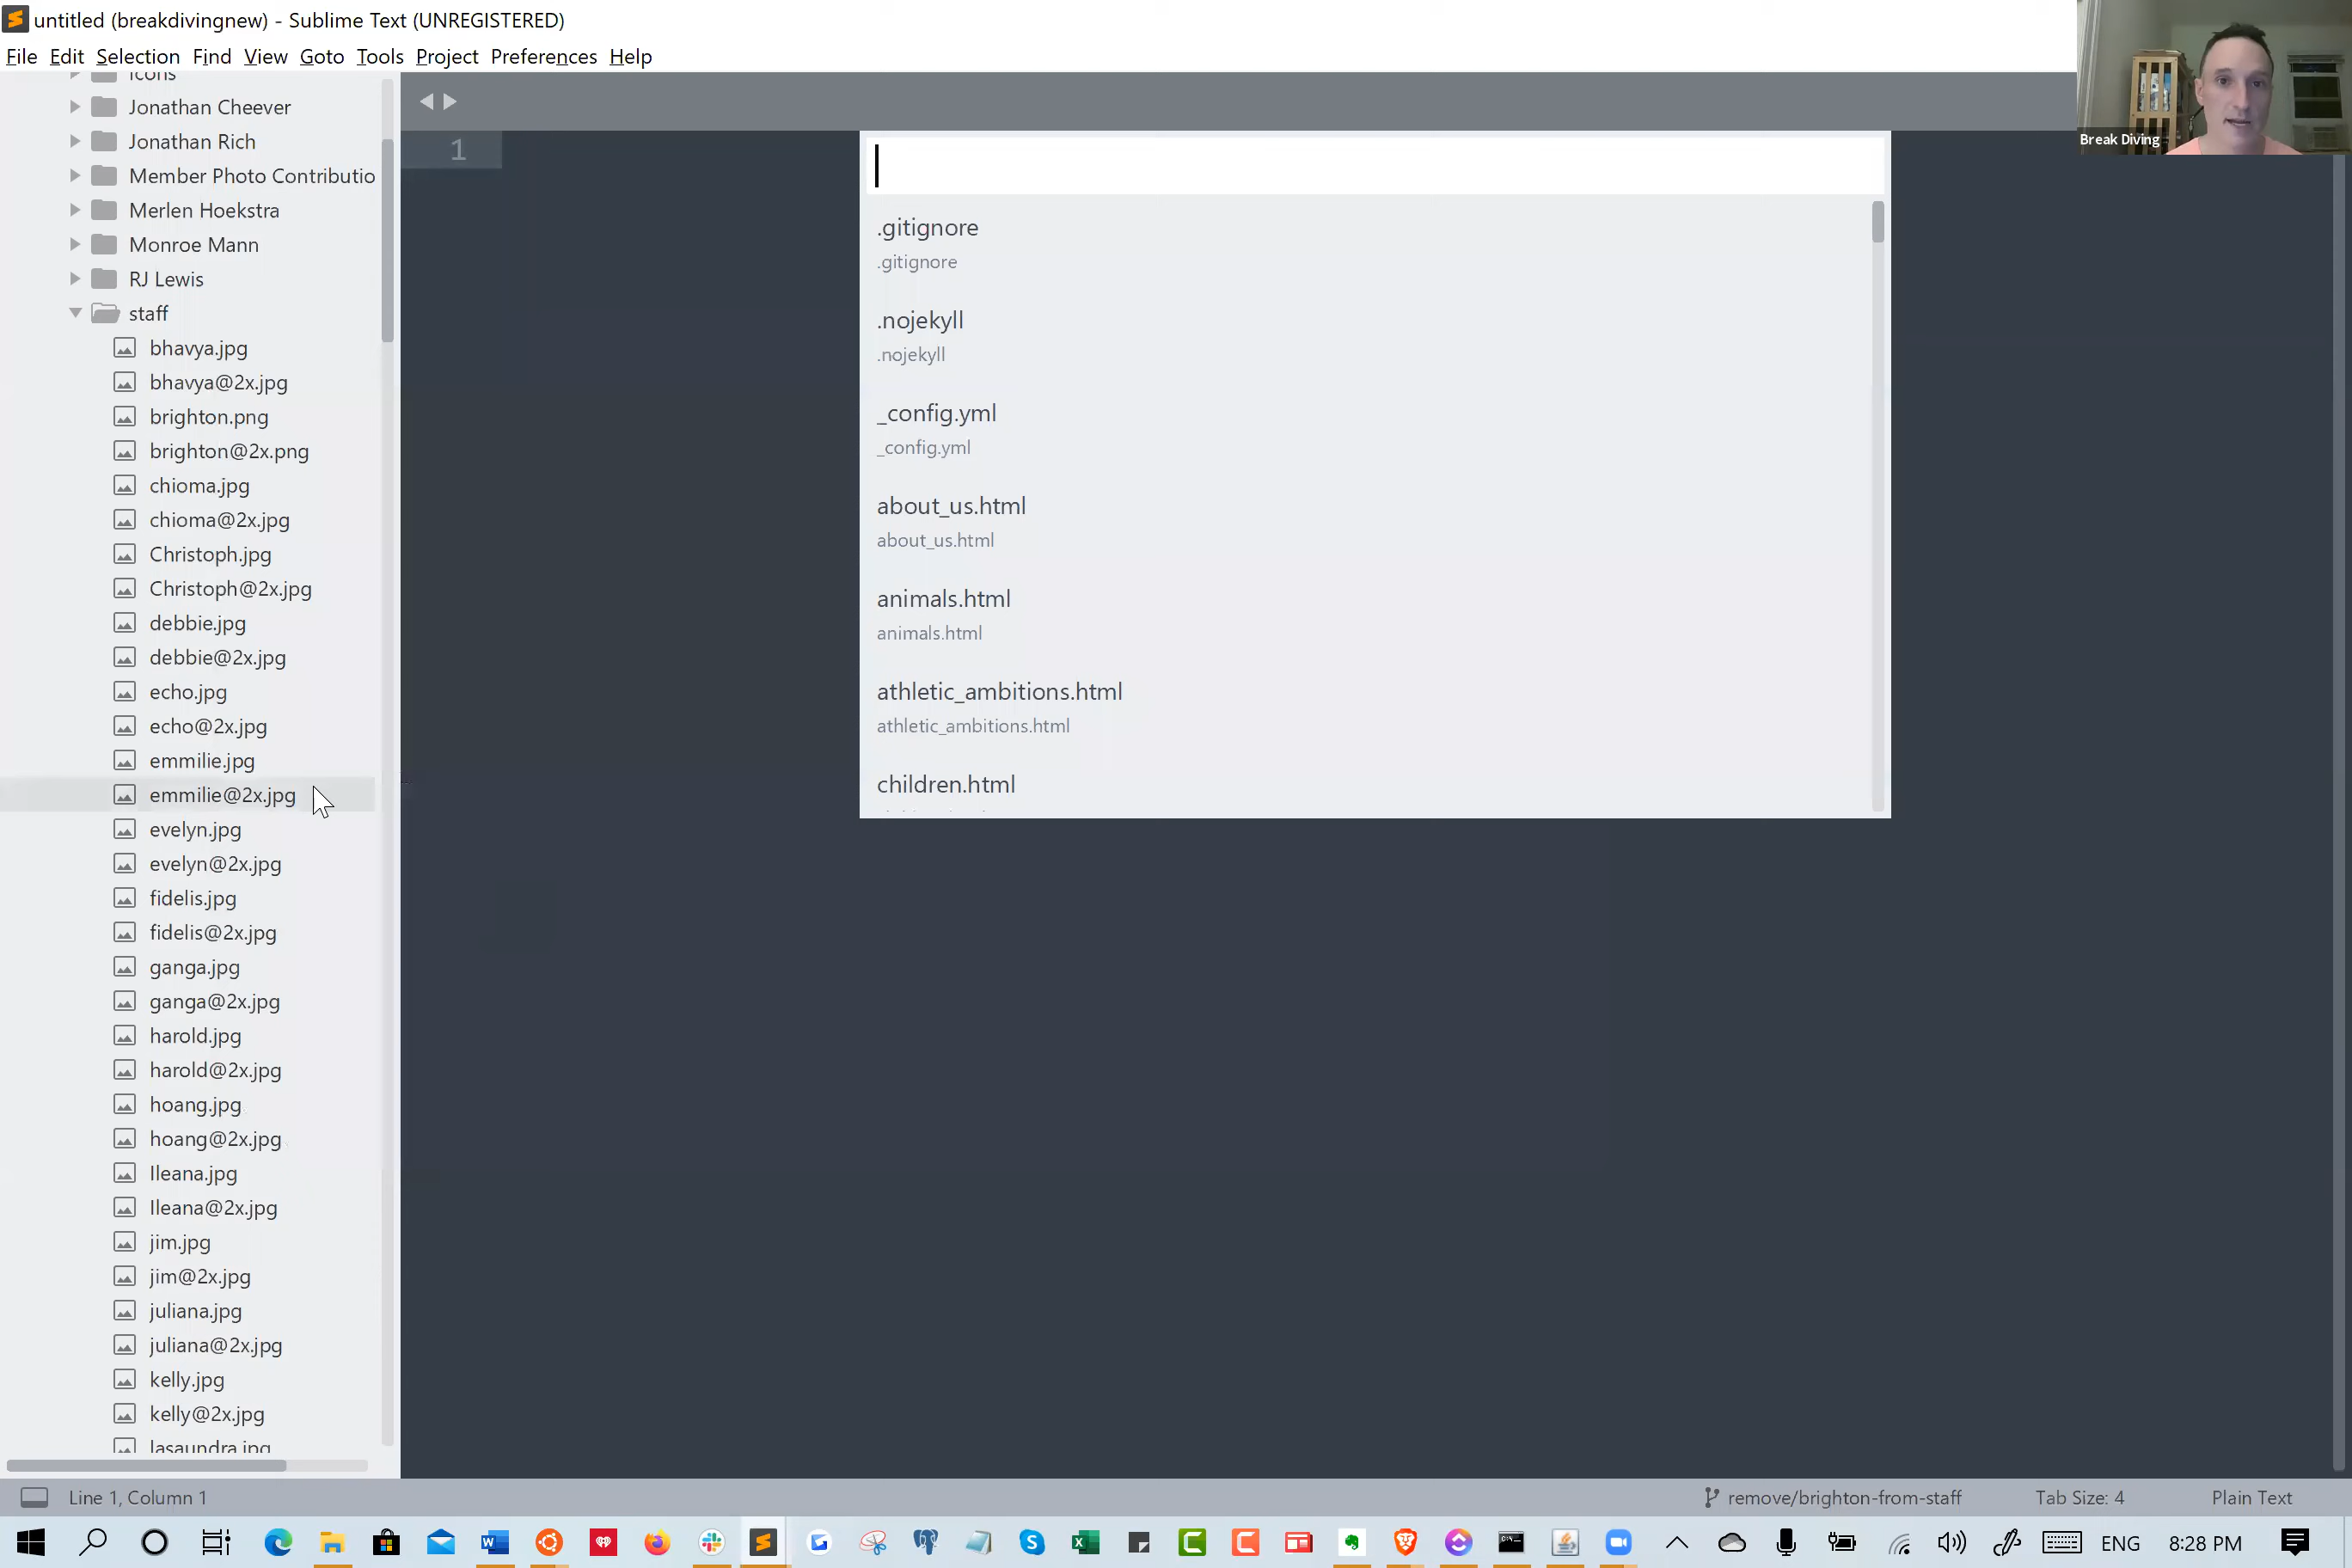 untitled (breakdivingnew) - Sublime Text (UNREGISTERED)
File Edit Selection Find View Goto Tools Project Preferences Help
icons
Jonathan Cheever
Jonathan Rich
Member Photo Contributio
Merlen Hoekstra
Monroe Mann
RJ Lewis
staff
bhavya.jpg
bhavya@2x.jpg
brighton.png
brighton@2x.png
chioma.jpg
chioma@2x.jpg
Christoph.jpg
Christoph@2x.jpg
debbie.jpg
debbie@2x.jpg
echo.jpg
echo@2x.jpg
emmilie.jpg
emmilie@2x.jpg
evelyn.jpg
evelyn@2x.jpg
fidelis.jpg
fidelis@2x.jpg
ganga.jpg
ganga@2x.jpg
harold.jpg
harold@2x.jpg
hoang.jpg
hoang@2x.jpg
Ileana.jpg
Ileana@2x.jpg
jim.jpg
jim@2x.jpg
juliana.jpg
juliana@2x.jpg
kelly.jpg
kelly@2x.jpg
lasaundra.jpg
1
.gitignore
.gitignore
.nojekyll
.nojekyll
_config.yml
_config.yml
about_us.html
about_us.html
animals.html
animals.html
athletic_ambitions.html
athletic_ambitions.html
children.html
Break Diving
Line 1, Column 1
remove/brighton-from-staff
Tab Size: 4
Plain Text
ENG
8:28 PM